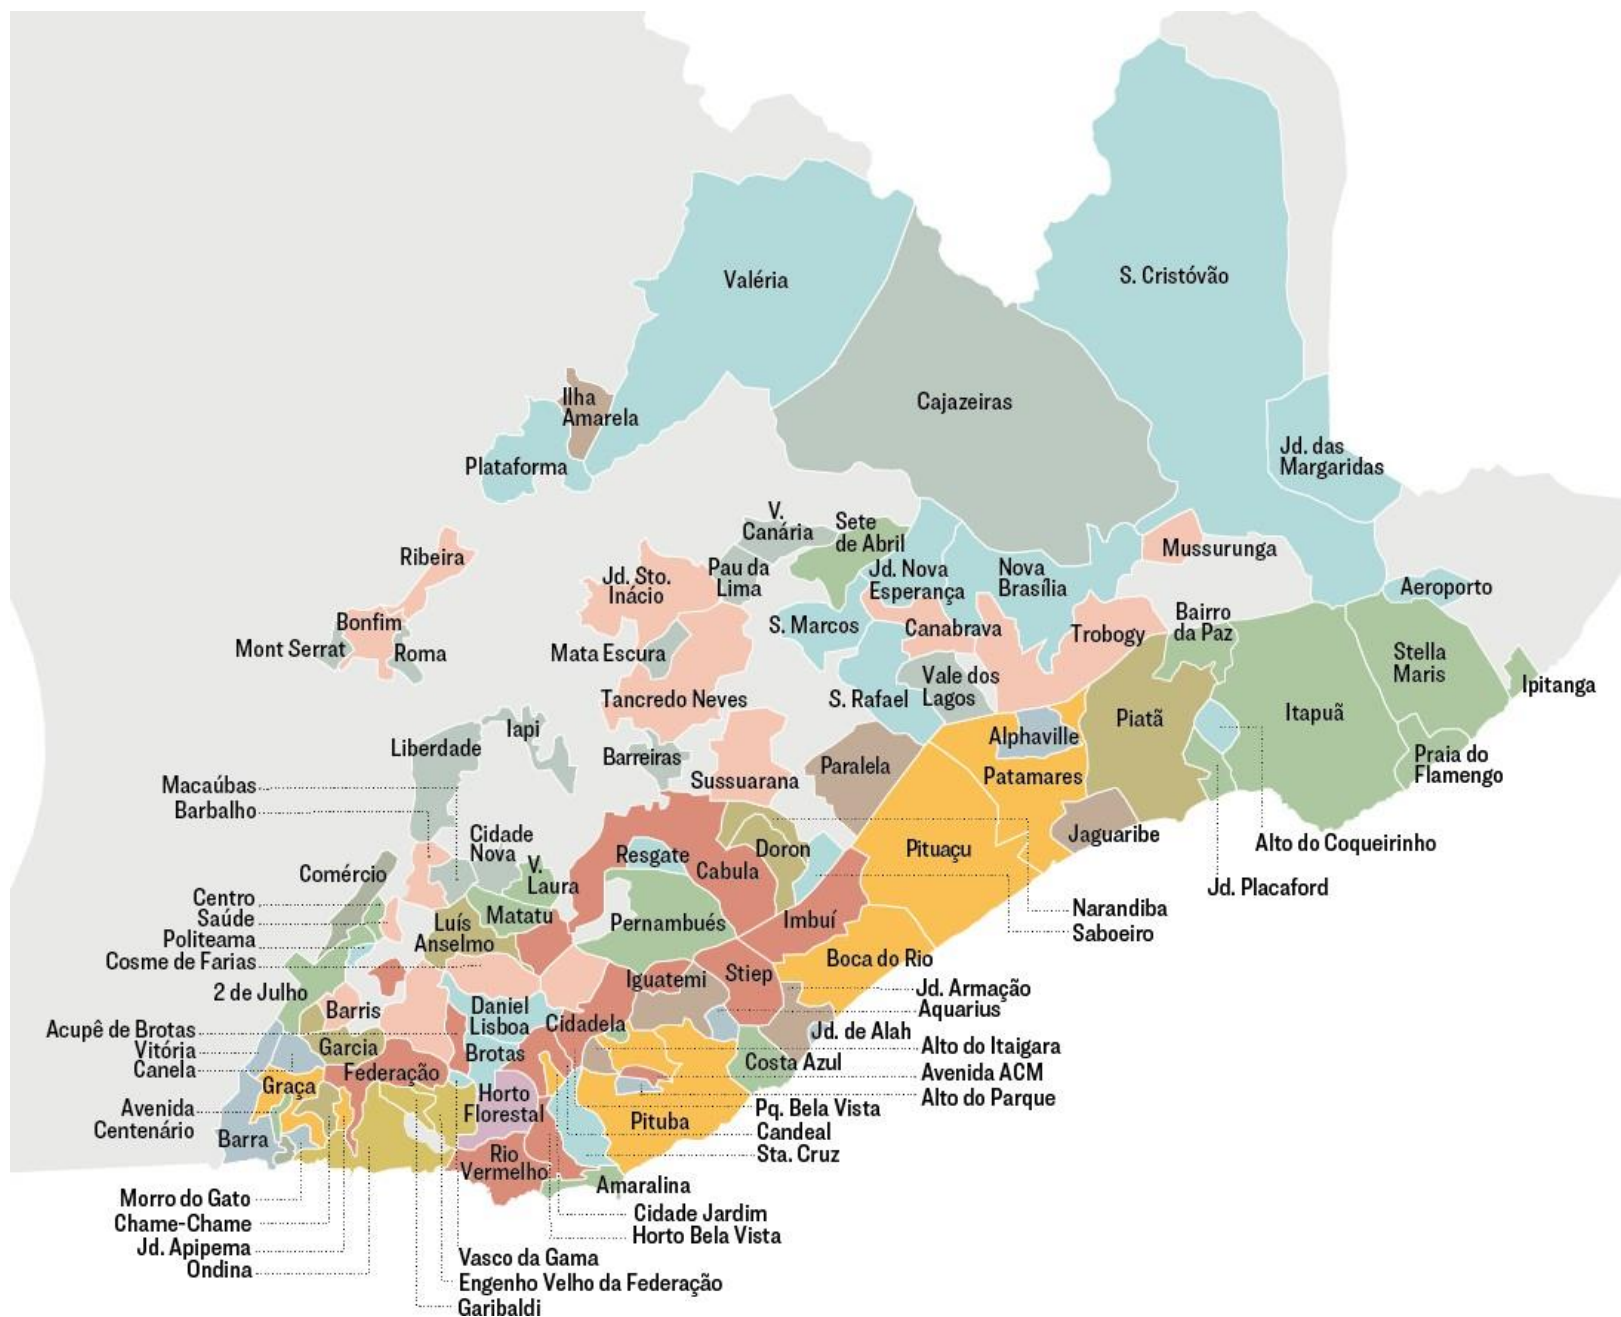 Valéria
S. Cristóvão
Ilha
Amarela
Cajazeiras
Plataforma
Jd. das
Margaridas
V.
Canária
Sete
de Abril
Ribeira
Mussurunga
Jd. Sto.
Inácio
Pau da
Lima
Jd. Nova
Esperança
Nova
Brasília
Aeroporto
Bonfim
Mont Serrat
Roma
S. Marcos
Canabrava
Trobogy
Bairro
da Paz
Mata Escura
Stella
Maris
Ipitanga
Tancredo Neves
S. Rafael
Vale dos
Lagos
Piatã
Itapuã
Iapi
Liberdade
Alphaville
Barreiras
Sussuarana
Paralela
Patamares
Praia do
Flamengo
Macaúbas
Barbalho
Cidade
Nova
V.
Laura
Comércio
Resgate
Cabula
Doron
Pituaçu
Jaguaribe
Alto do Coqueirinho
Jd. Placaford
Centro
Saúde
Politeama
Cosme de Farias
Luís
Anselmo
Matatu
Pernambués
Imbuí
Narandiba
Saboeiro
2 de Julho
Barris
Daniel
Lisboa
Iguatemi
Stiep
Boca do Rio
Jd. Armação
Aquarius
Acupê de Brotas
Vitória
Canela
Garcia
Cidadela
Jd. de Alah
Brotas
Costa Azul
Alto do Itaigara
Avenida ACM
Alto do Parque
Graça
Federação
Horto
Florestal
Pituba
Pq. Bela Vista
Candeal
Sta. Cruz
Avenida
Centenário
Barra
Rio
Vermelho
Amaralina
Morro do Gato
Chame-Chame
Jd. Apipema
Ondina
Cidade Jardim
Horto Bela Vista
Vasco da Gama
Engenho Velho da Federação
Garibaldi